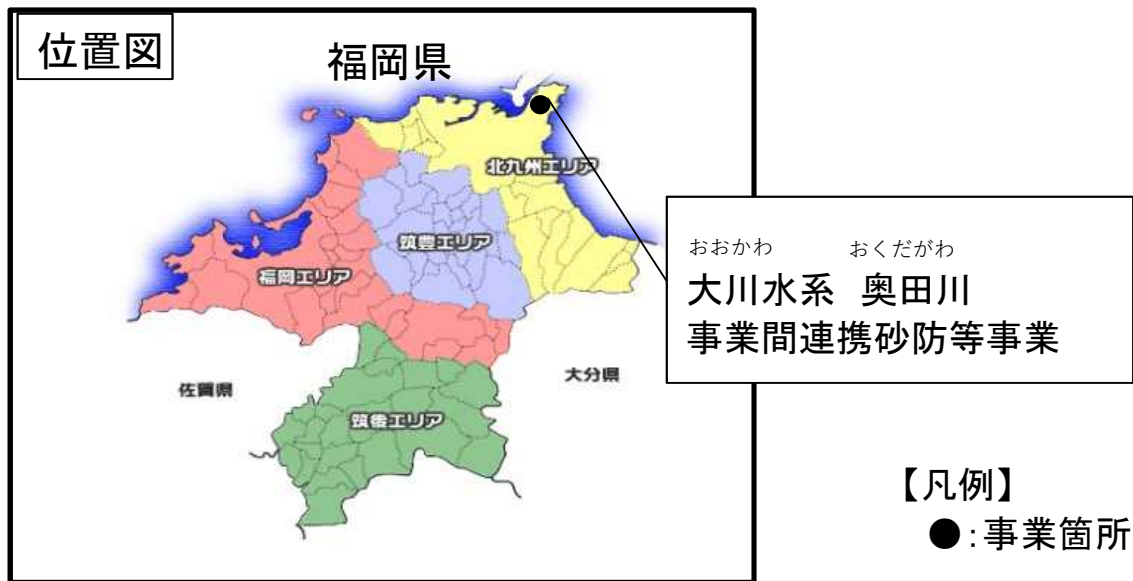 位置図
福岡県
北九州エリア
筑豊エリア
福岡エリア
佐賀県
大分県
筑後エリア
おおかわ おくだがわ
大川水系 奥田川
事業間連携砂防等事業
【凡例】
●:事業箇所